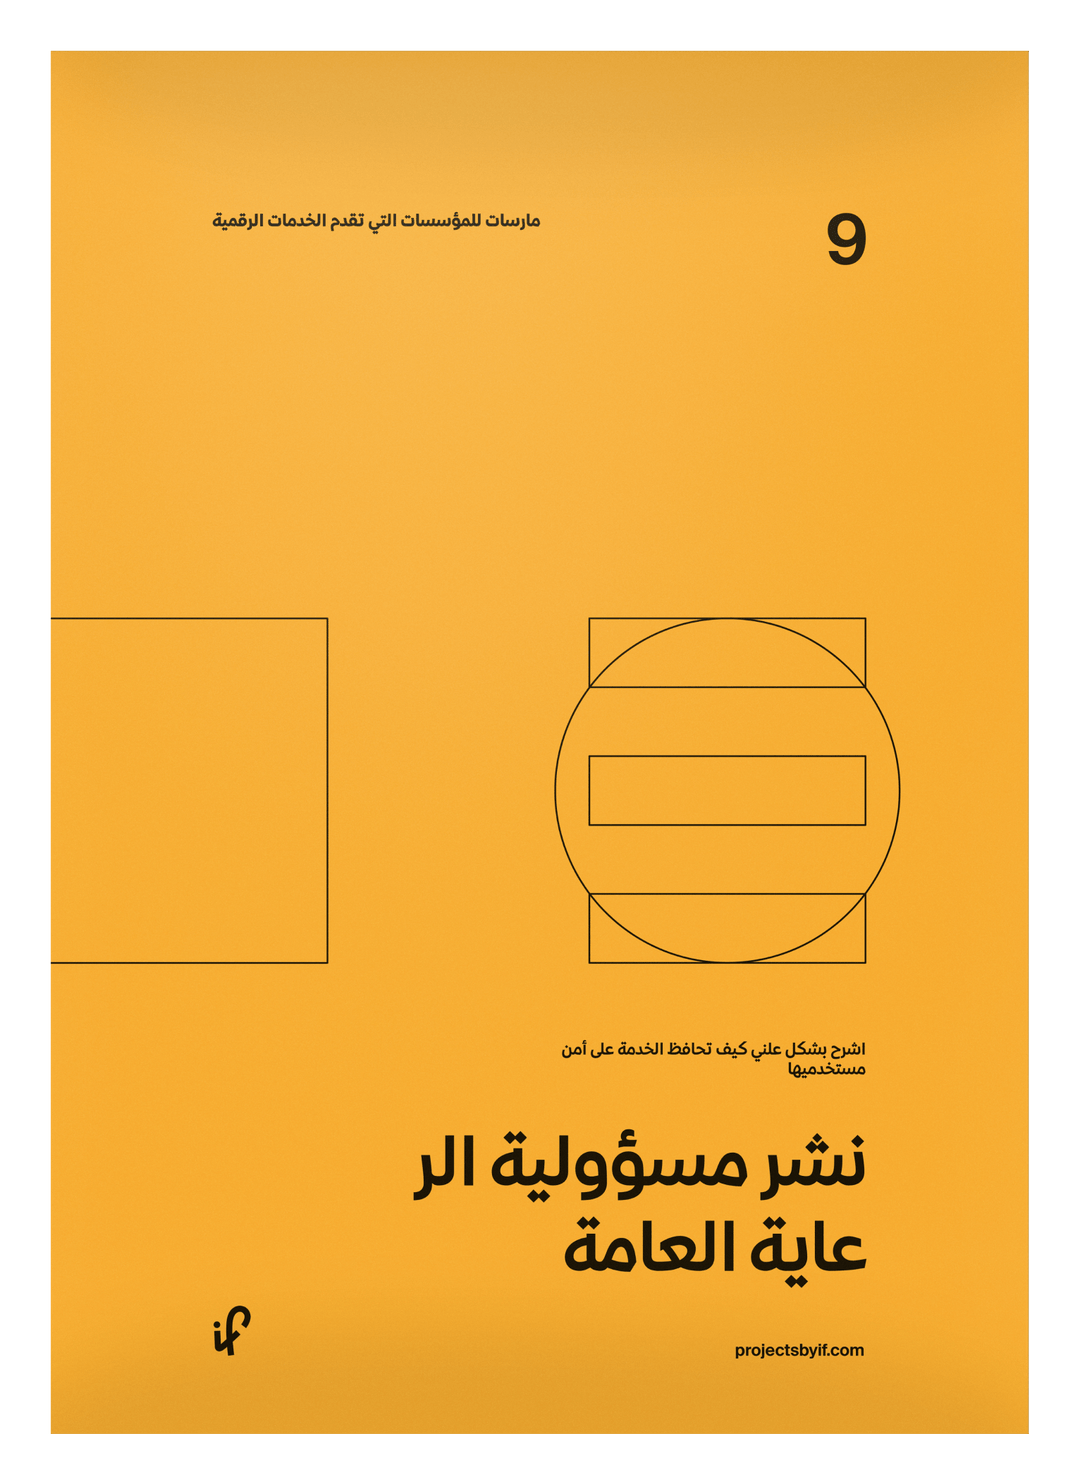 9
مارسات للمؤسسات التي تقدم الخدمات الرقمية
اشرح بشكل علني كيف تحافظ الخدمة على أمن
مستخدميها
نشر مسؤولية الر
عاية العامة
if
projectsbyif.com